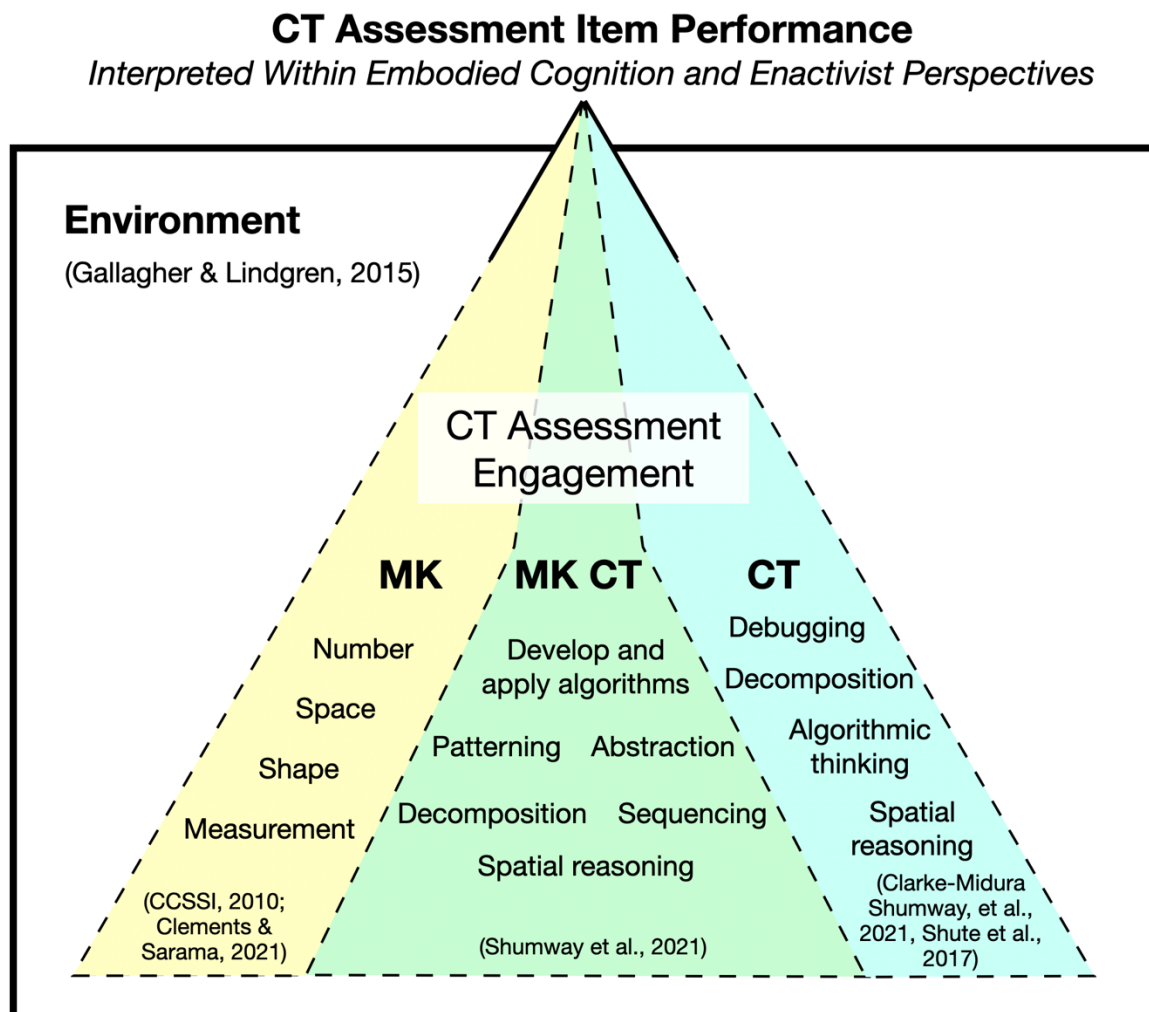 CT Assessment Item Performance
Interpreted Within Embodied Cognition and Enactivist Perspectives
Environment
(Gallagher & Lindgren, 2015)
CT Assessment
Engagement
MK
Number
Space
Shape
Measurement
(CCSSI, 2010;
Clements &
Sarama, 2021)
MK CT
Develop and
apply algorithms
Patterning Abstraction
Decomposition Sequencing
Spatial reasoning
(Shumway et al., 2021)
CT
Debugging
Decomposition
Algorithmic
thinking
Spatial
reasoning
(Clarke-Midura
Shumway, et al.,
2021, Shute et al.,
2017)